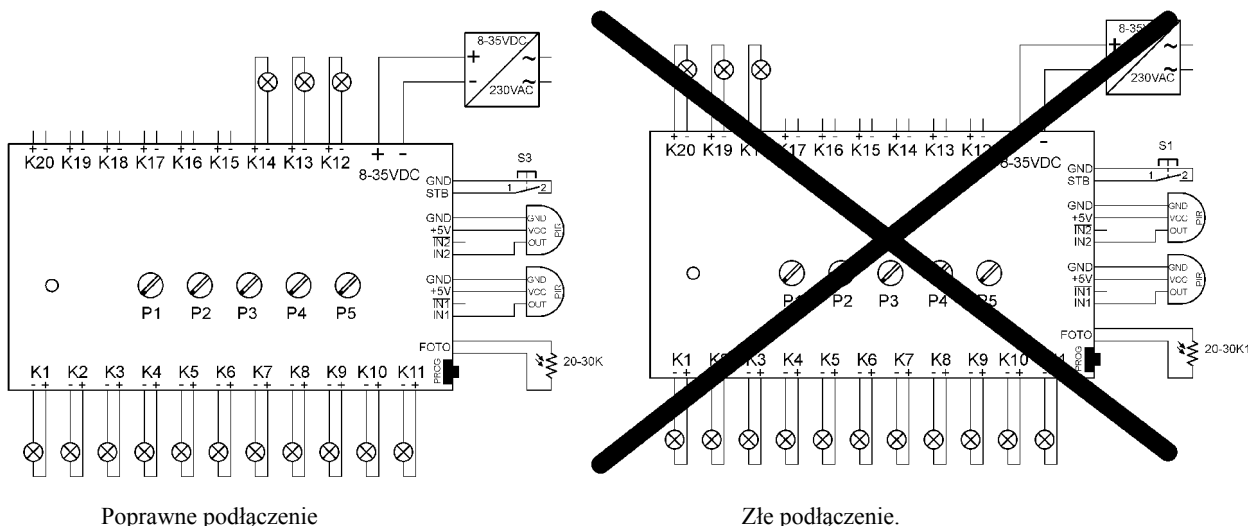 8-35VDC
+ ~
- ~
230VAC
+- +- +- +- +- +- +- +- +-
K20 K19 K18 K17 K16 K15 K14 K13 K12
+ -
8-35VDC
S3
GND
STB
1 2
GND
+5V
IN2
IN2
GND
VCC
OUT
PIR
GND
+5V
IN1
IN1
GND
VCC
OUT
PIR
P1 P2 P3 P4 P5
FOTO
20-30K
PROG
K1 K2 K3 K4 K5 K6 K7 K8 K9 K10 K11
-+ -+ -+ -+ -+ -+ -+ -+ -+ -+ -+
Poprawne podłączenie
+ ~
~
230VAC
+- +- +- +- +- +- +- +-
K20 K19 K17 K16 K15 K14 K13 K12
-
8-35VDC
S1
GND
STB
1 2
GND
+5V
IN2
IN2
GND
VCC
OUT
PIR
GND
+5V
IN1
IN1
GND
VCC
OUT
PIR
P2 P3 P4
FOTO
20-30K1
PROG
K1 K3 K4 K5 K6 K7 K8 K9 K10
-+ -+ -+ -+ -+ -+ -+ -+ -+ -+
Złe podłączenie.